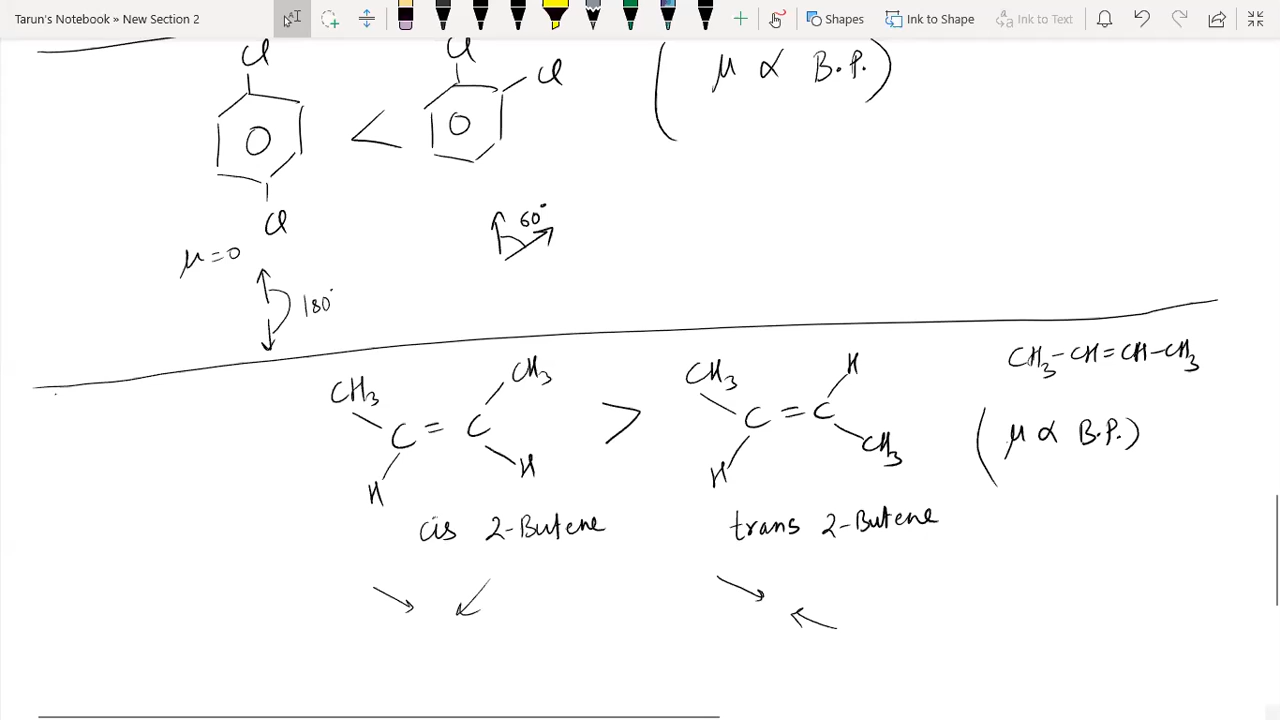 Tarun's Notebook » New Section 2
Shapes
Ink to Shape
Ink to Text
Cl
Cl
Cl
( μ ∝ B.P.)
<
Cl
μ = 0
60°
180°
CH3
CH3
C = C
H
H
>
CH3
H
C = C
H
CH3
CH3-CH=CH-CH3
( μ ∝ B.P.)
cis 2-Butene
trans 2-Butene